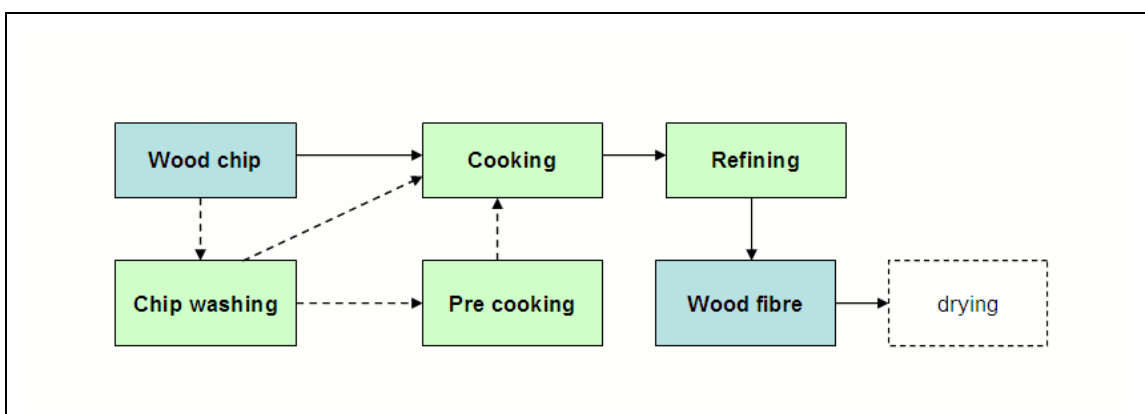 Wood chip
Cooking
Refining
Chip washing
Pre cooking
Wood fibre
drying